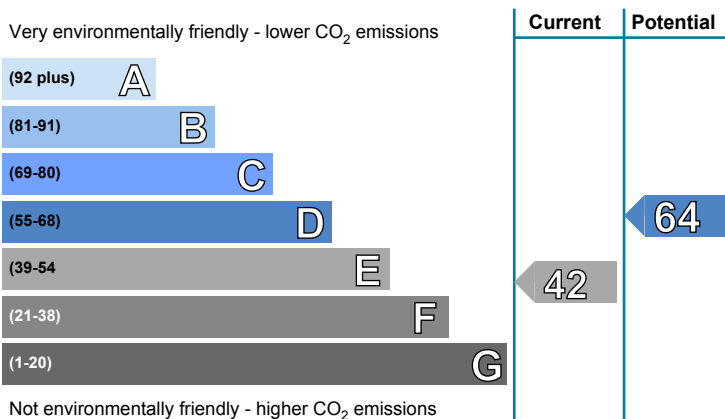 Very environmentally friendly - lower CO₂ emissions
Current
Potential
(92 plus) A
(81-91) B
(69-80) C
(55-68) D
64
(39-54 E
42
(21-38) F
(1-20) G
Not environmentally friendly - higher CO₂ emissions